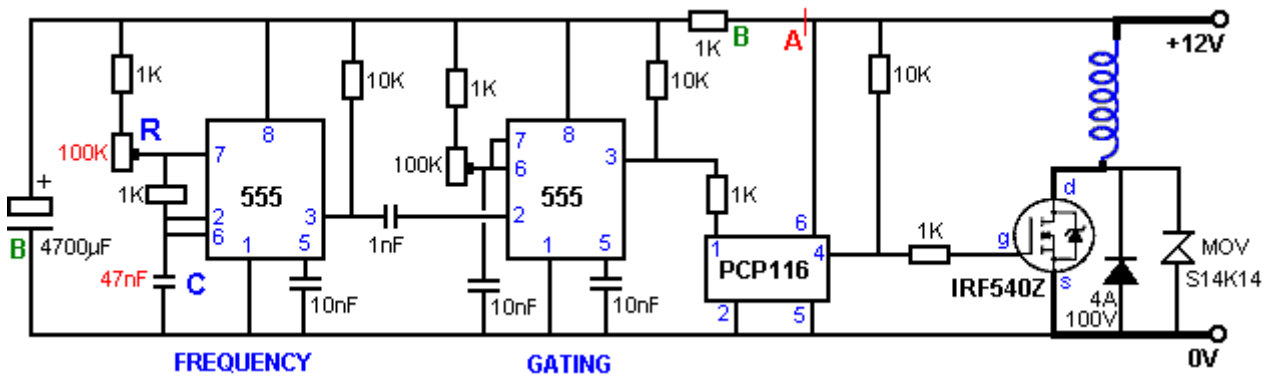 +12V
1K
B
A
1K
10K
1K
10K
10K
R
100K
7
8
555
1K
2
6
3
1
5
+
4700µF
B
47nF
C
10nF
1nF
100K
7
6
8
3
555
2
1
5
10nF
10nF
1K
1
6
4
PCP116
2
5
1K
d
g
s
IRF540Z
4A
100V
MOV
S14K14
0V
FREQUENCY
GATING